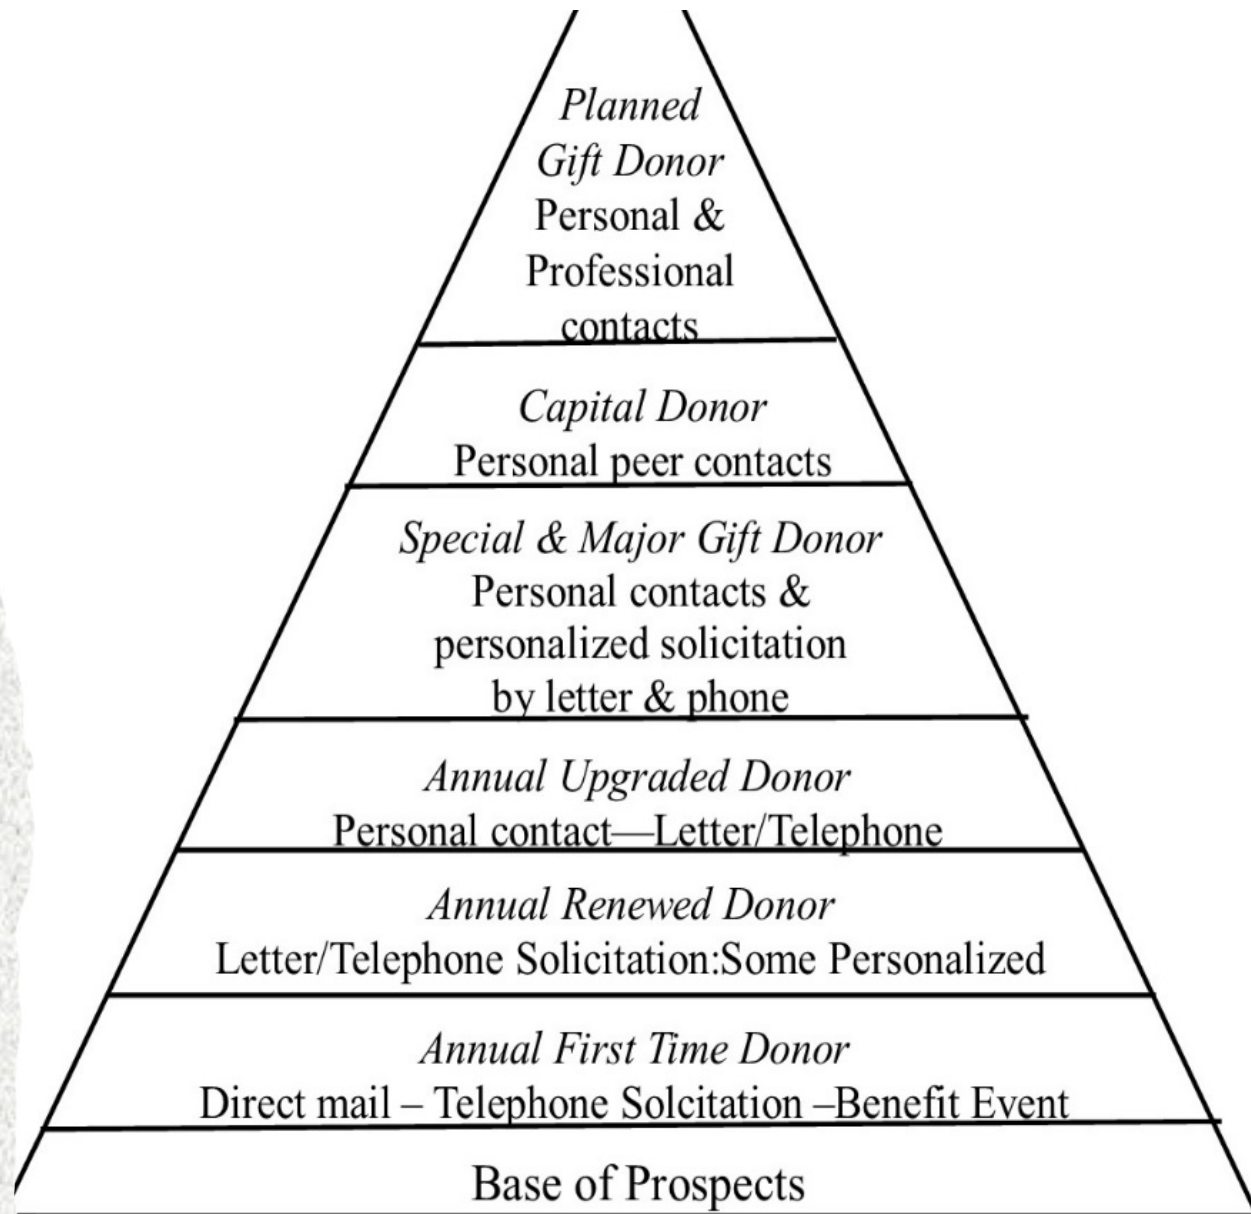 Planned
Gift Donor
Personal &
Professional
contacts
Capital Donor
Personal peer contacts
Special & Major Gift Donor
Personal contacts &
personalized solicitation
by letter & phone
Annual Upgraded Donor
Personal contact—Letter/Telephone
Annual Renewed Donor
Letter/Telephone Solicitation:Some Personalized
Annual First Time Donor
Direct mail – Telephone Solcitation –Benefit Event
Base of Prospects